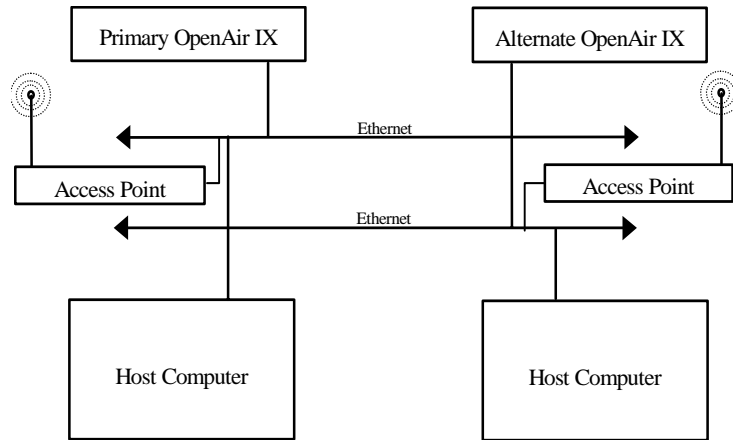 Primary OpenAir IX
Alternate OpenAir IX
Ethernet
Access Point
Access Point
Ethernet
Host Computer
Host Computer